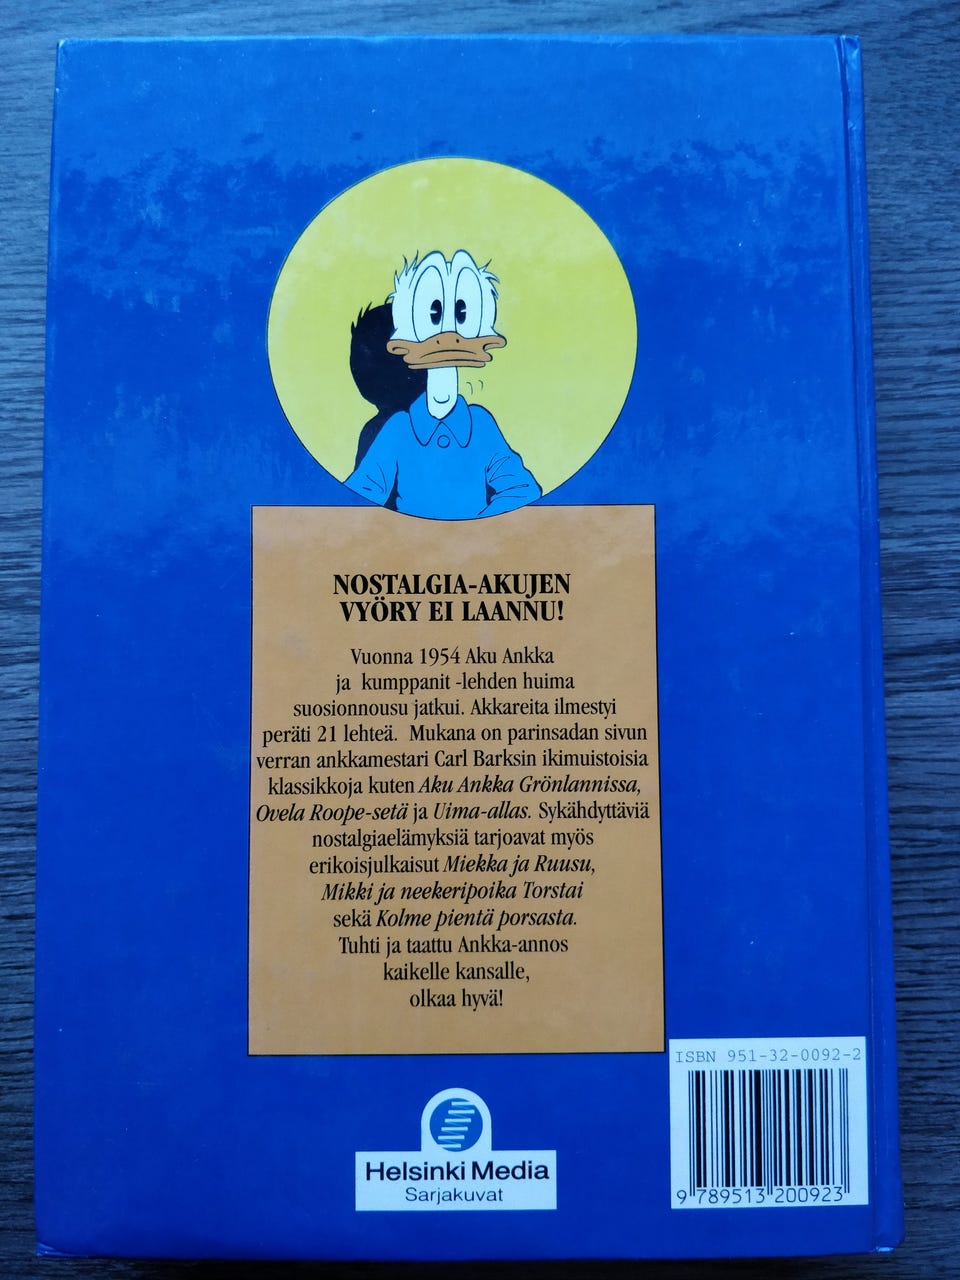 NOSTALGIA-AKUJEN
VYÖRY EI LAANNU!
Vuonna 1954 Aku Ankka
ja kumppanit -lehden huima
suosionnousu jatkui. Akkareita ilmestyi
peräti 21 lehteä. Mukana on parinsadan sivun
verran ankkamestari Carl Barksin ikimuistoisia
klassikkoja kuten Aku Ankka Grönlannissa,
Ovela Roope-setä ja Uima-allas. Sykähdyttäviä
nostalgiaelämyksiä tarjoavat myös
erikoisjulkaisut Miekka ja Ruusu,
Mikki ja neekeripoika Torstai
sekä Kolme pientä porsasta.
Tuhti ja taattu Ankka-annos
kaikelle kansalle,
olkaa hyvä!
ISBN 951-32-0092-2
9 789513 200923
Helsinki Media
Sarjakuvat